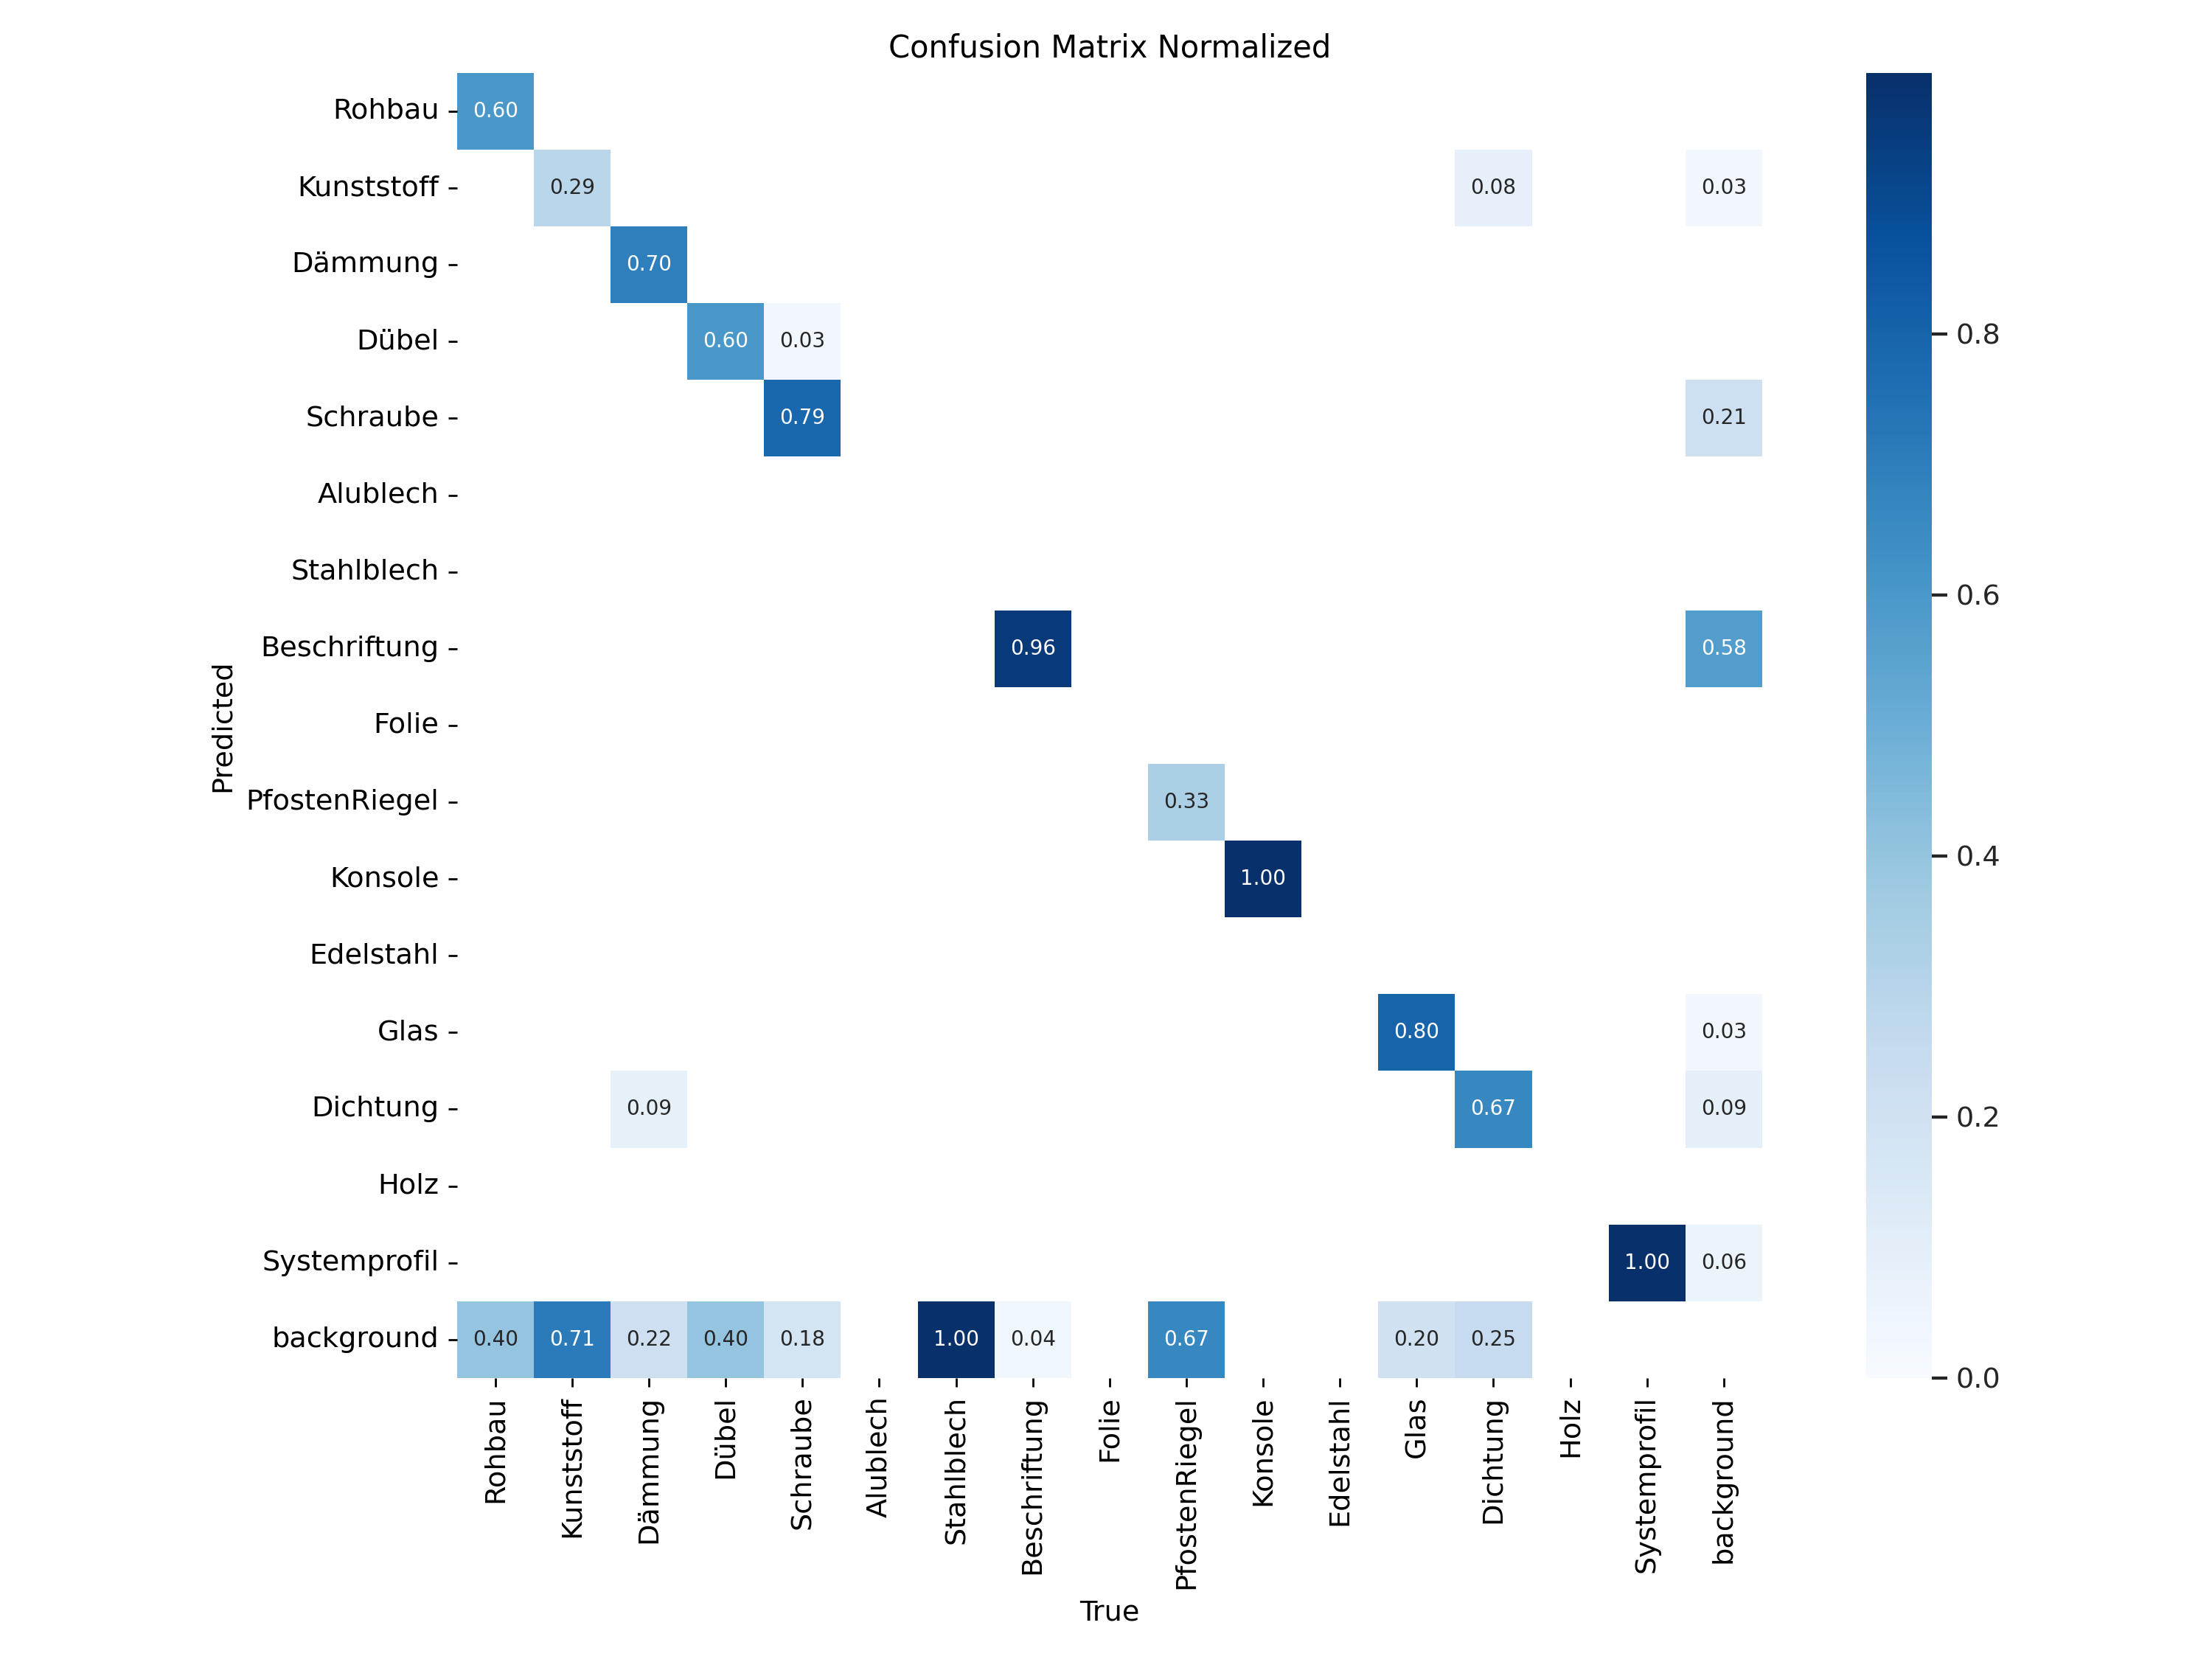 Confusion Matrix Normalized
Rohbau
0.60
Kunststoff
0.29 0.08 0.03
Dämmung
0.70
Dübel
0.60 0.03
0.8
Schraube
0.79 0.21
Alublech
Stahlblech
0.6
Beschriftung
0.96 0.58
Predicted
Folie
PfostenRiegel
0.33
0.4
Konsole
1.00
Edelstahl
Glas
0.80 0.03
Dichtung
0.09 0.67 0.09
0.2
Holz
Systemprofil
1.00 0.06
background
0.40 0.71 0.22 0.40 0.18 1.00 0.04 0.67 0.20 0.25
0.0
Rohbau
Kunststoff
Dämmung
Dübel
Schraube
Alublech
Stahlblech
Beschriftung
Folie
PfostenRiegel
Konsole
Edelstahl
Glas
Dichtung
Holz
Systemprofil
background
True